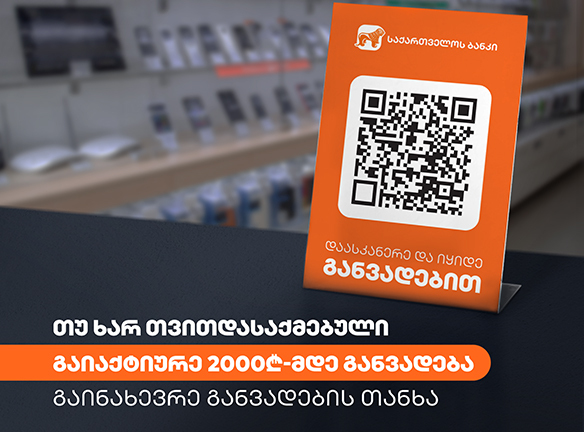 საქართველოს ბანკი
დაასკანერე და იყიდე
განვადებით
თუ ხარ თვითდასაქმებული
გაიაქტიურე 2000₾-მდე განვადება
გაინახევრე განვადების თანხა